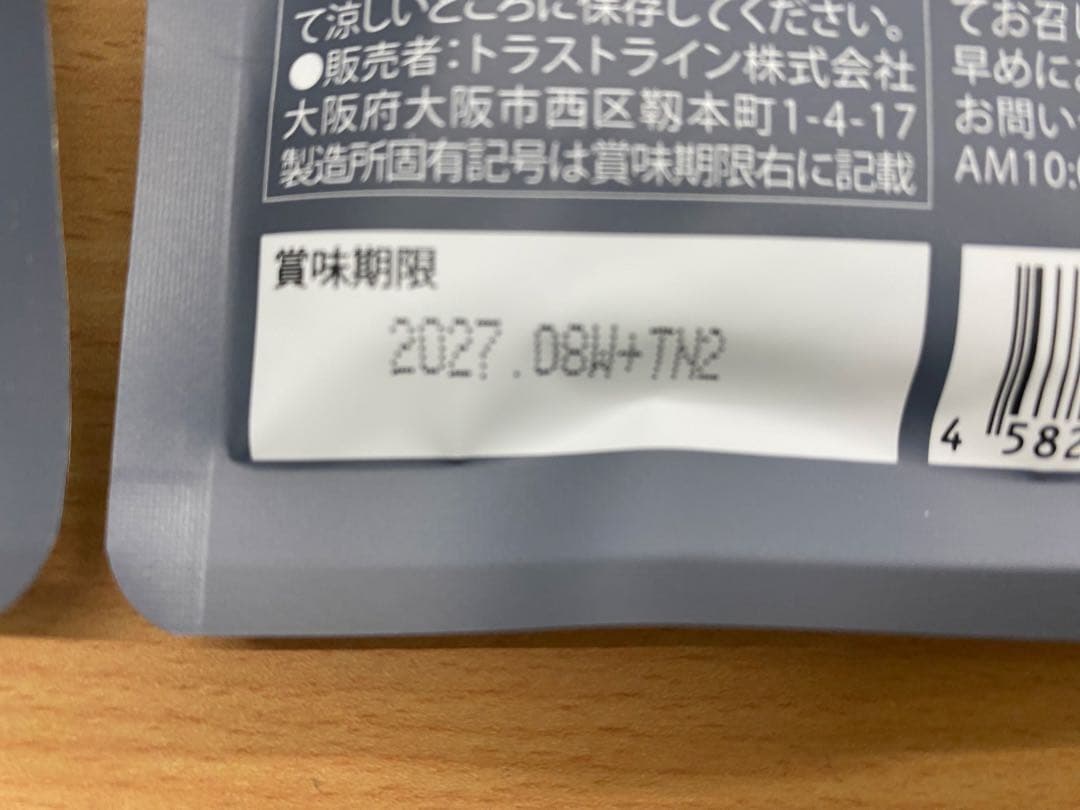 て涼しいところに保存してください。
●販売者：トラストライン株式会社
大阪府大阪市西区靱本町1-4-17
製造所固有記号は賞味期限右に記載
てお召し
早めにお
お問い
AM10:
賞味期限
2027.08W+TN2
4 582